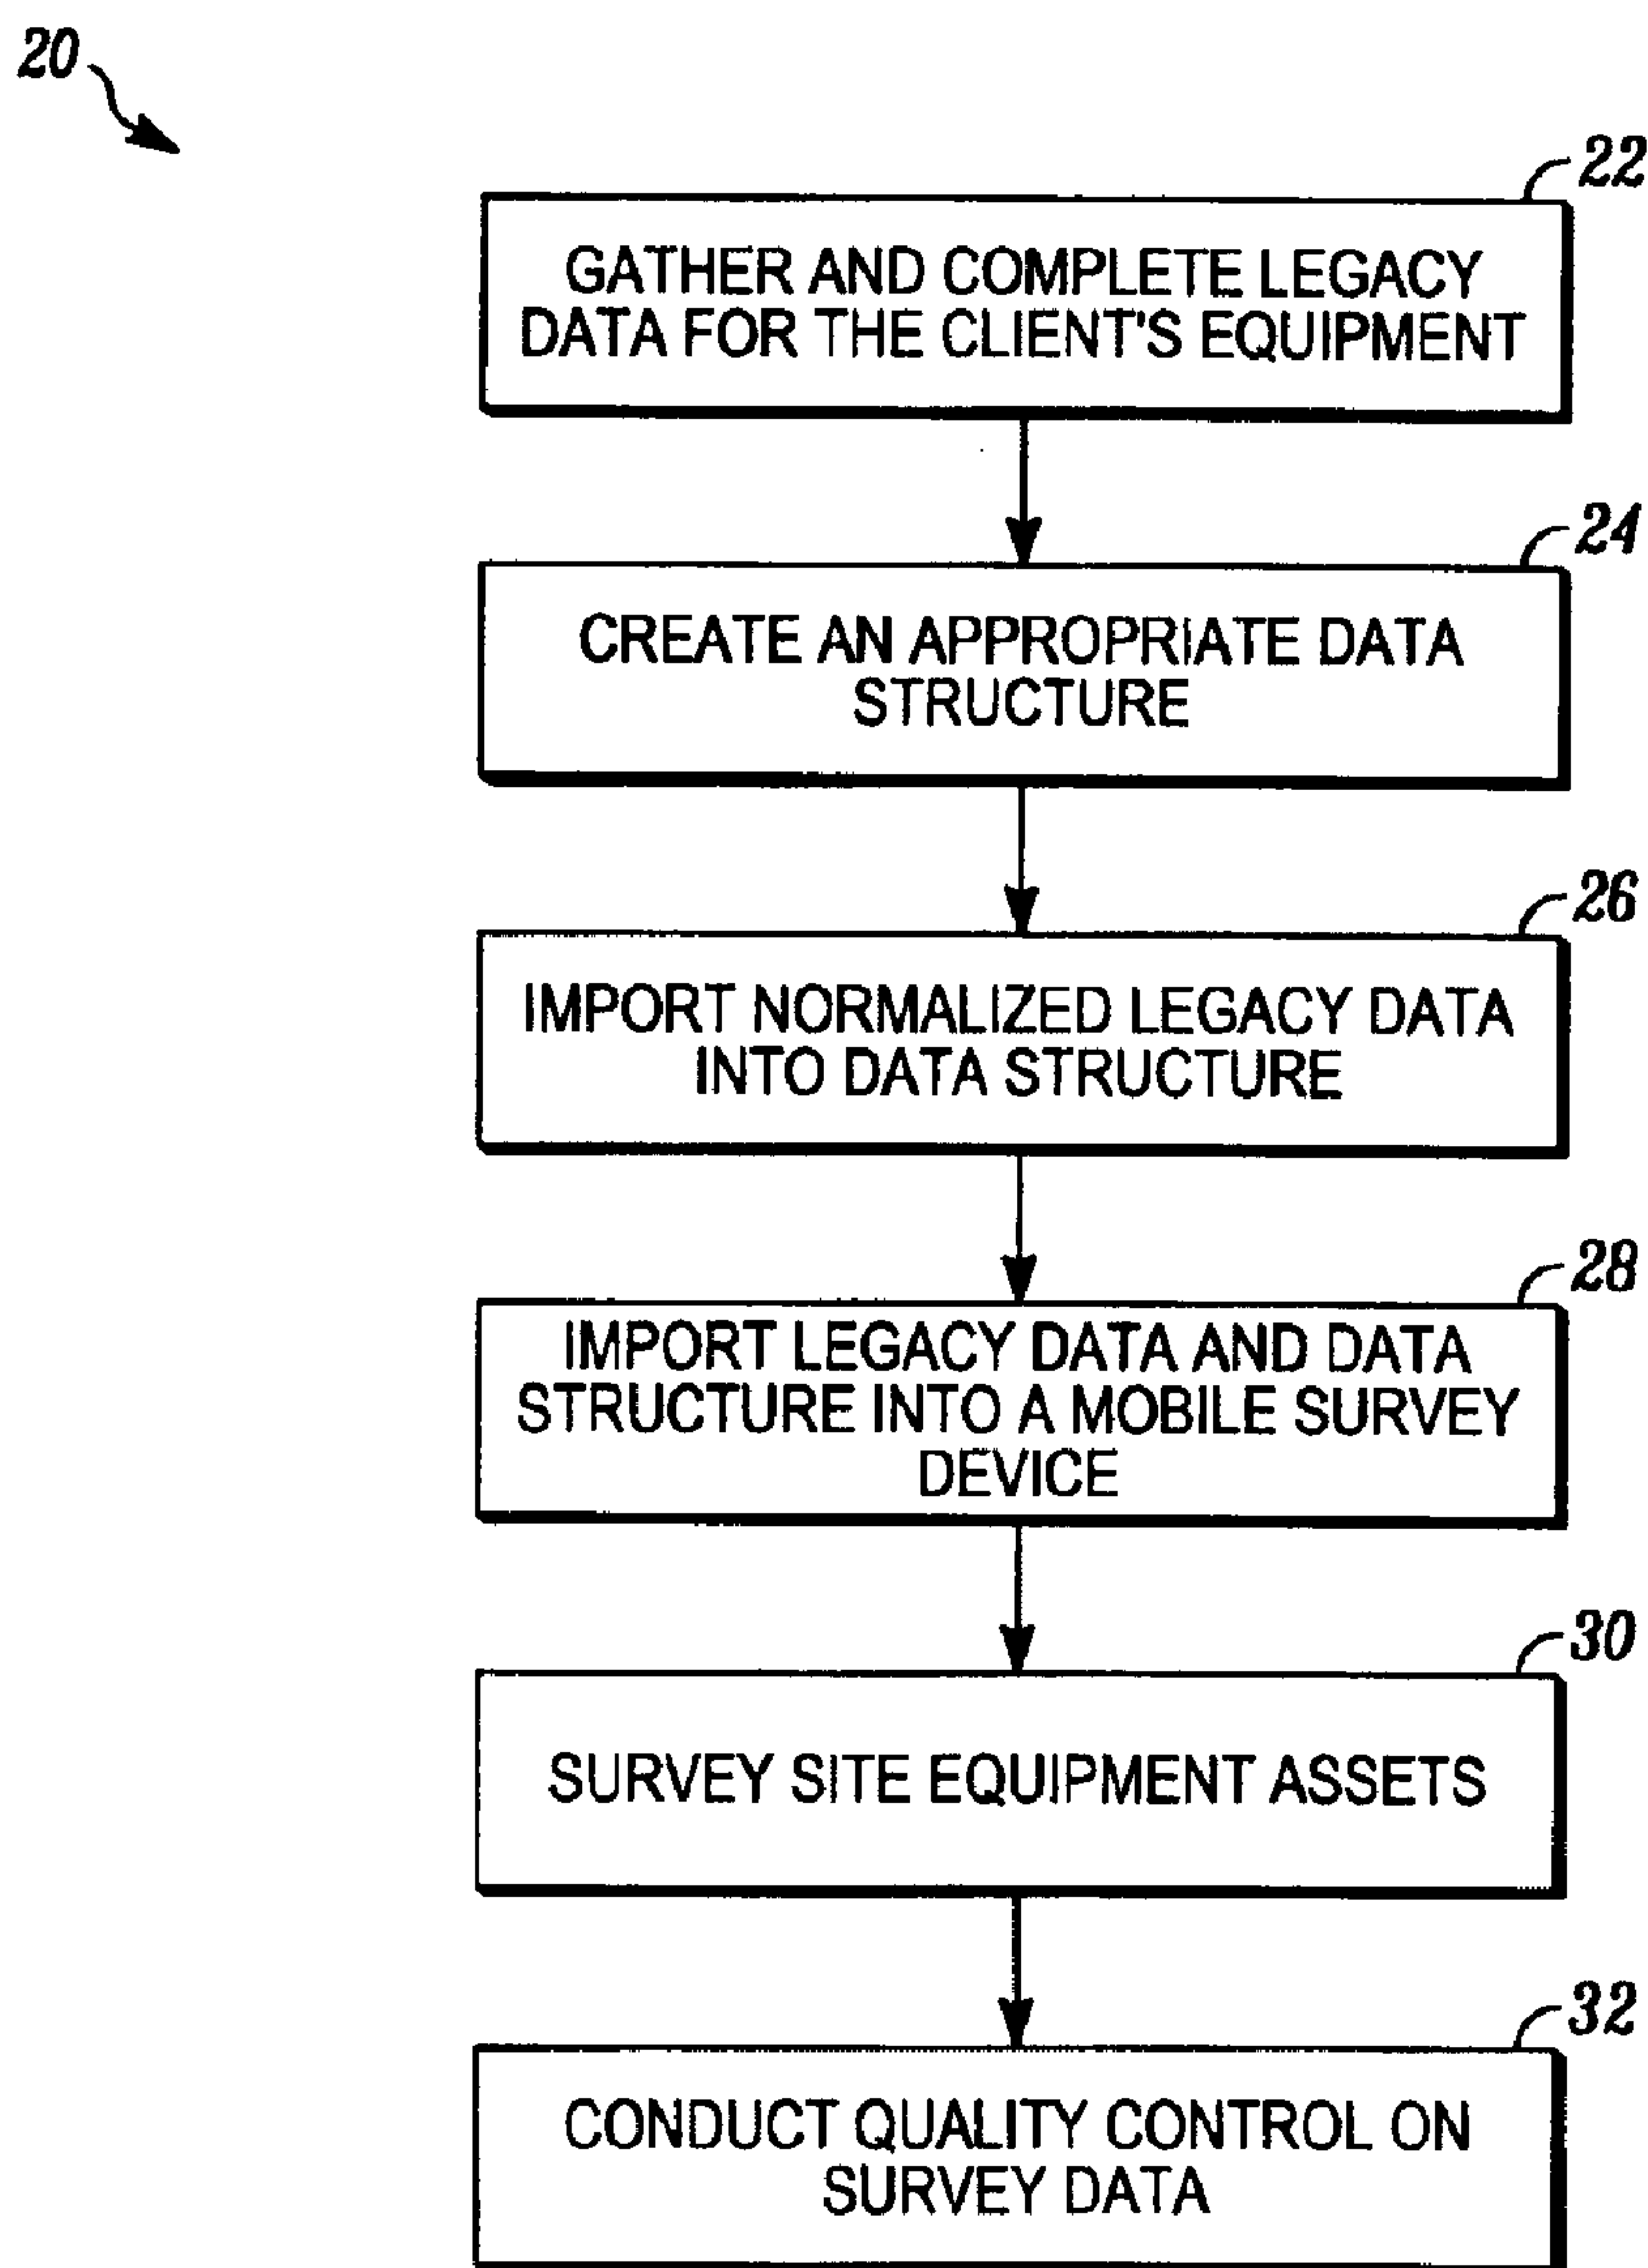 20
22
GATHER AND COMPLETE LEGACY
DATA FOR THE CLIENT'S EQUIPMENT
24
CREATE AN APPROPRIATE DATA
STRUCTURE
26
IMPORT NORMALIZED LEGACY DATA
INTO DATA STRUCTURE
28
IMPORT LEGACY DATA AND DATA
STRUCTURE INTO A MOBILE SURVEY
DEVICE
30
SURVEY SITE EQUIPMENT ASSETS
32
CONDUCT QUALITY CONTROL ON
SURVEY DATA